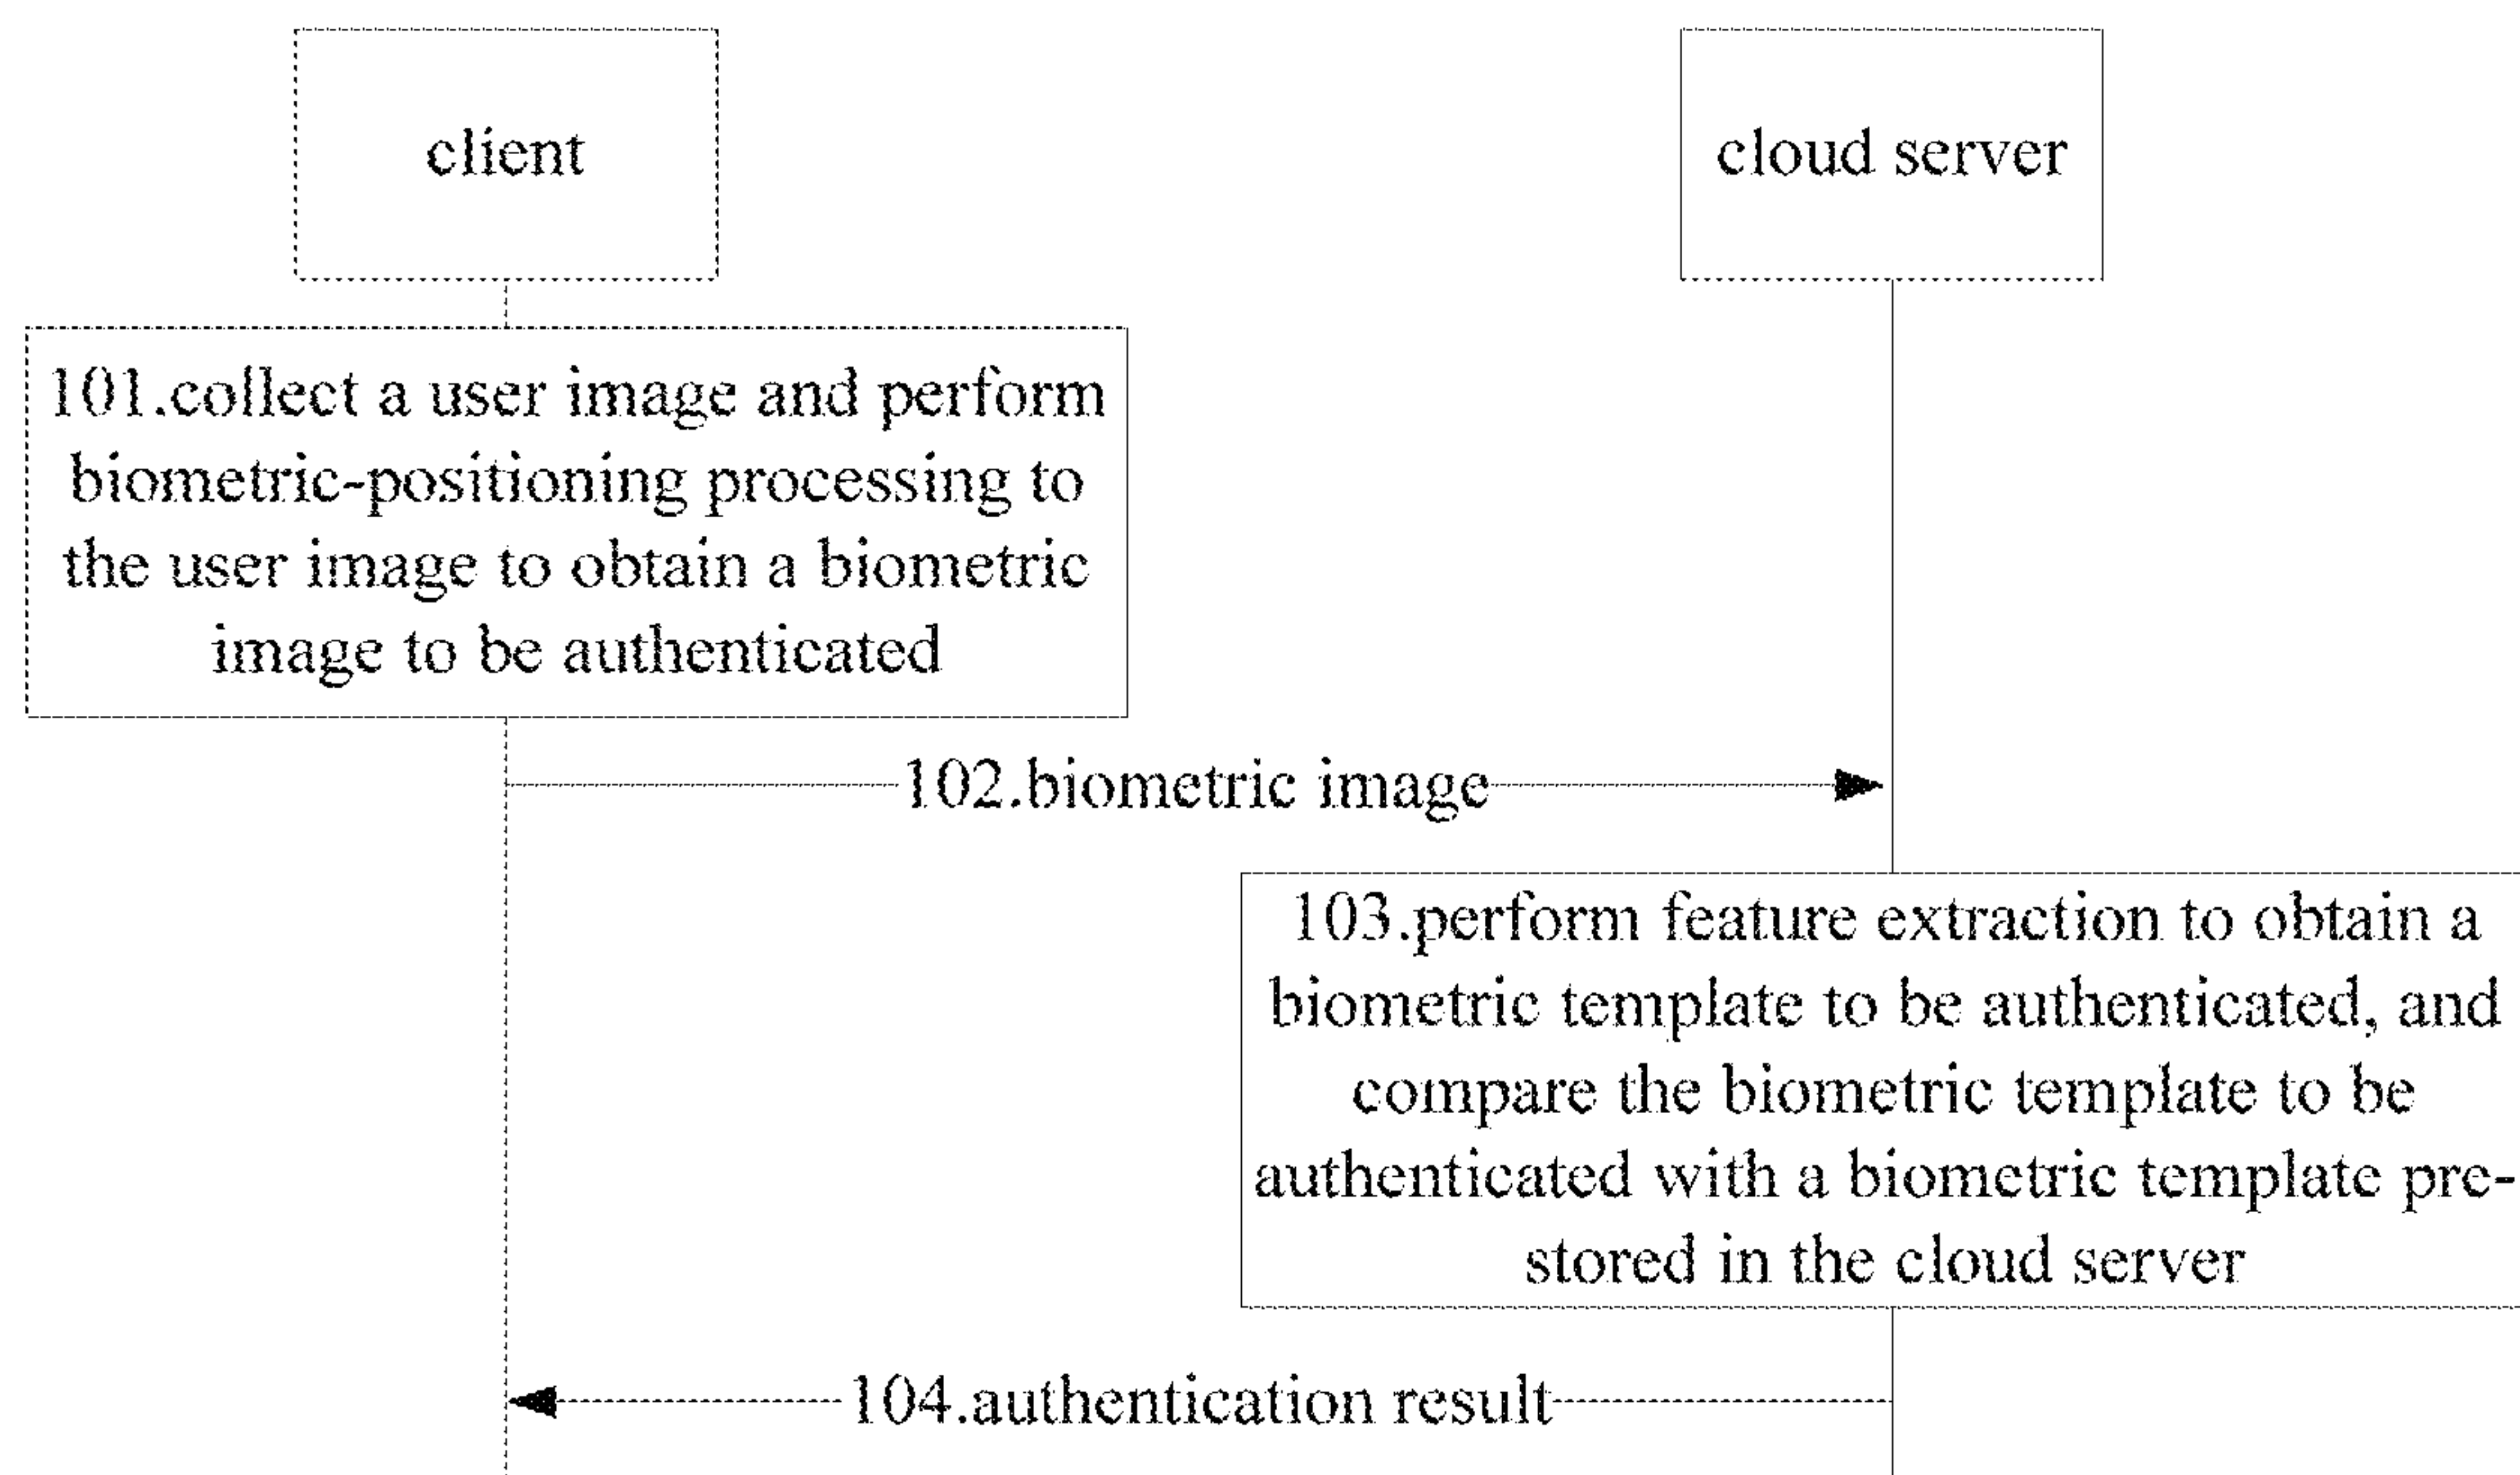 client
cloud server
101.collect a user image and perform
biometric-positioning processing to
the user image to obtain a biometric
image to be authenticated
102.biometric image
103.perform feature extraction to obtain a
biometric template to be authenticated, and
compare the biometric template to be
authenticated with a biometric template pre-
stored in the cloud server
104.authentication result